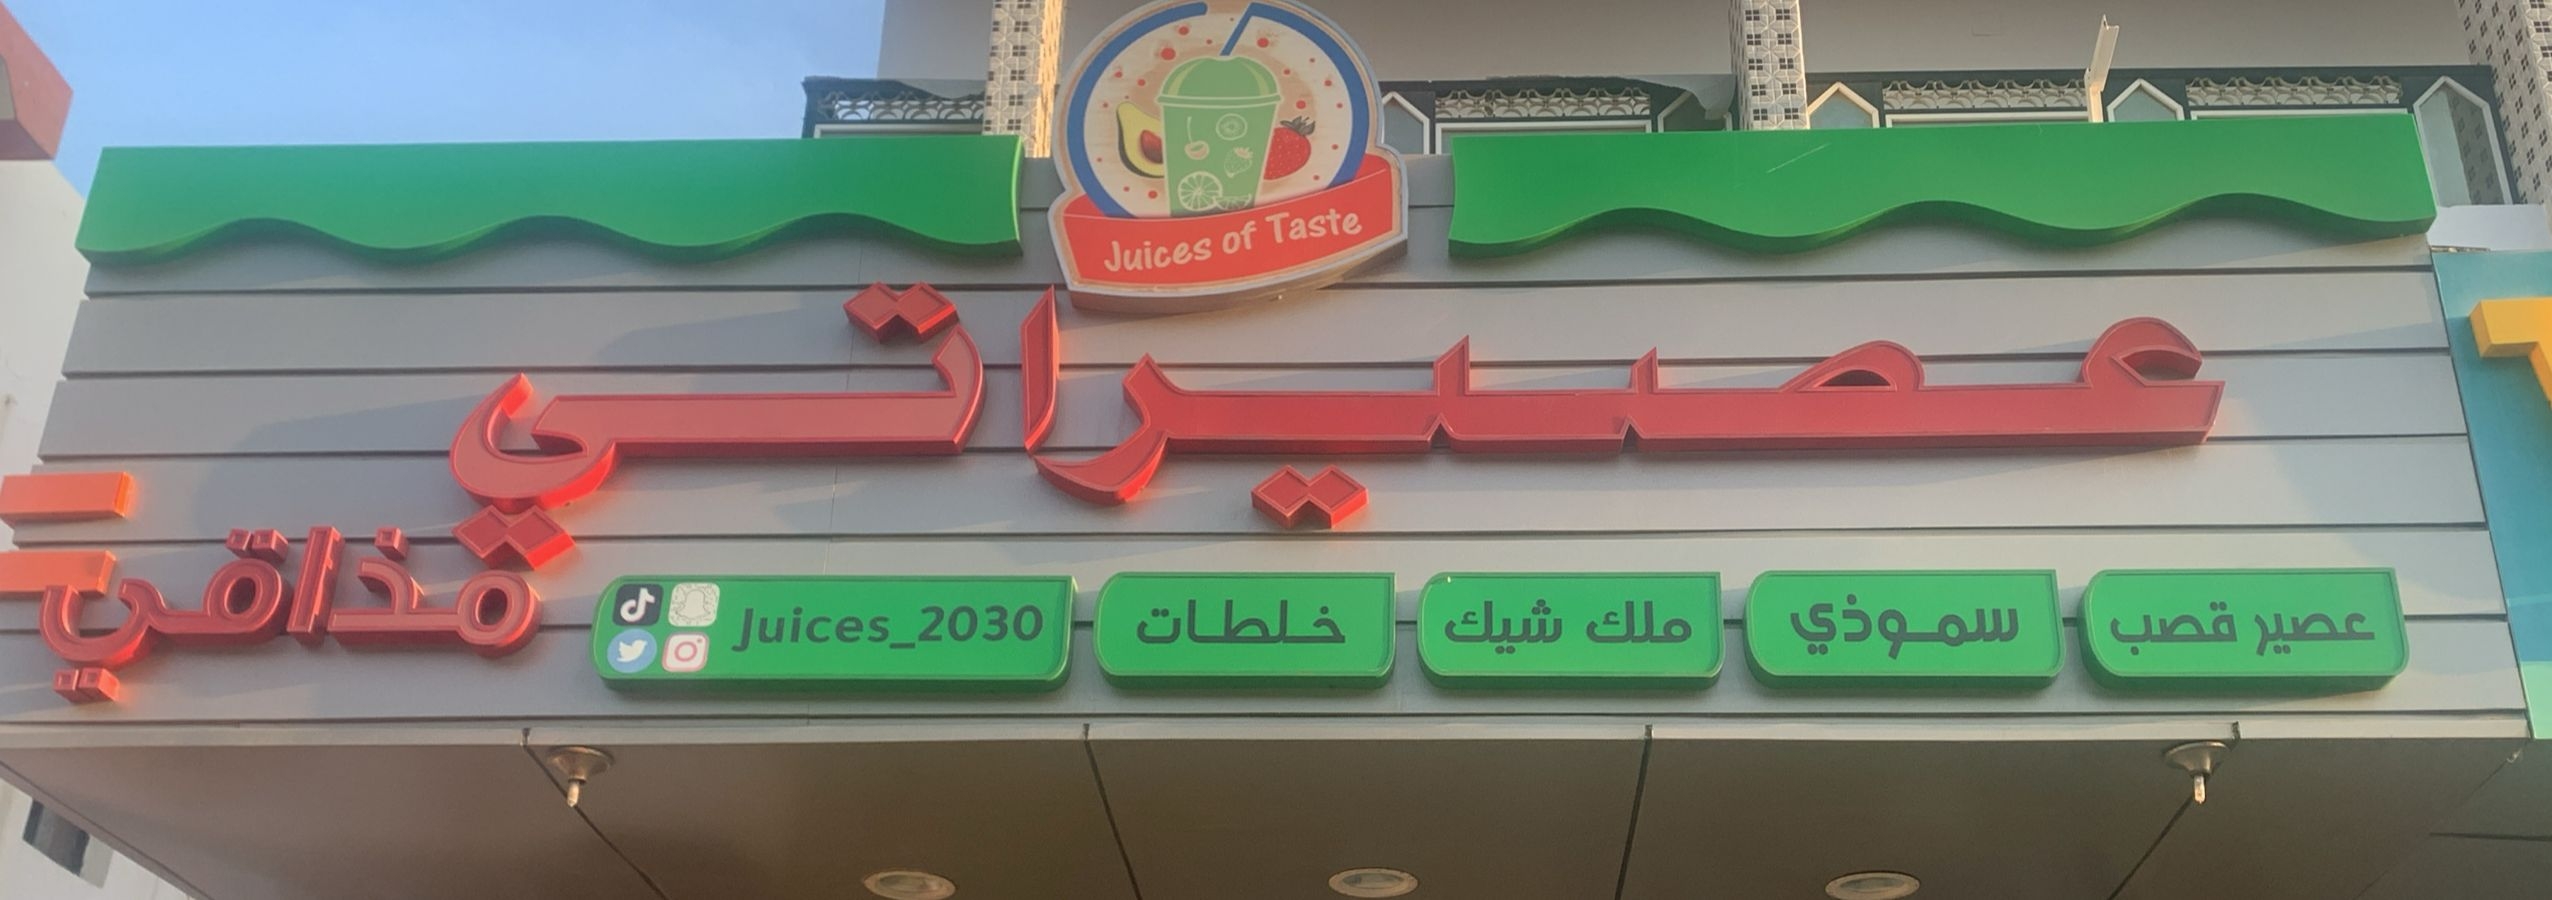 Juices of Taste
عصيراتي
مذاقي
عصير قصب
سموذي
ملك شيك
خلطات
Juices_2030